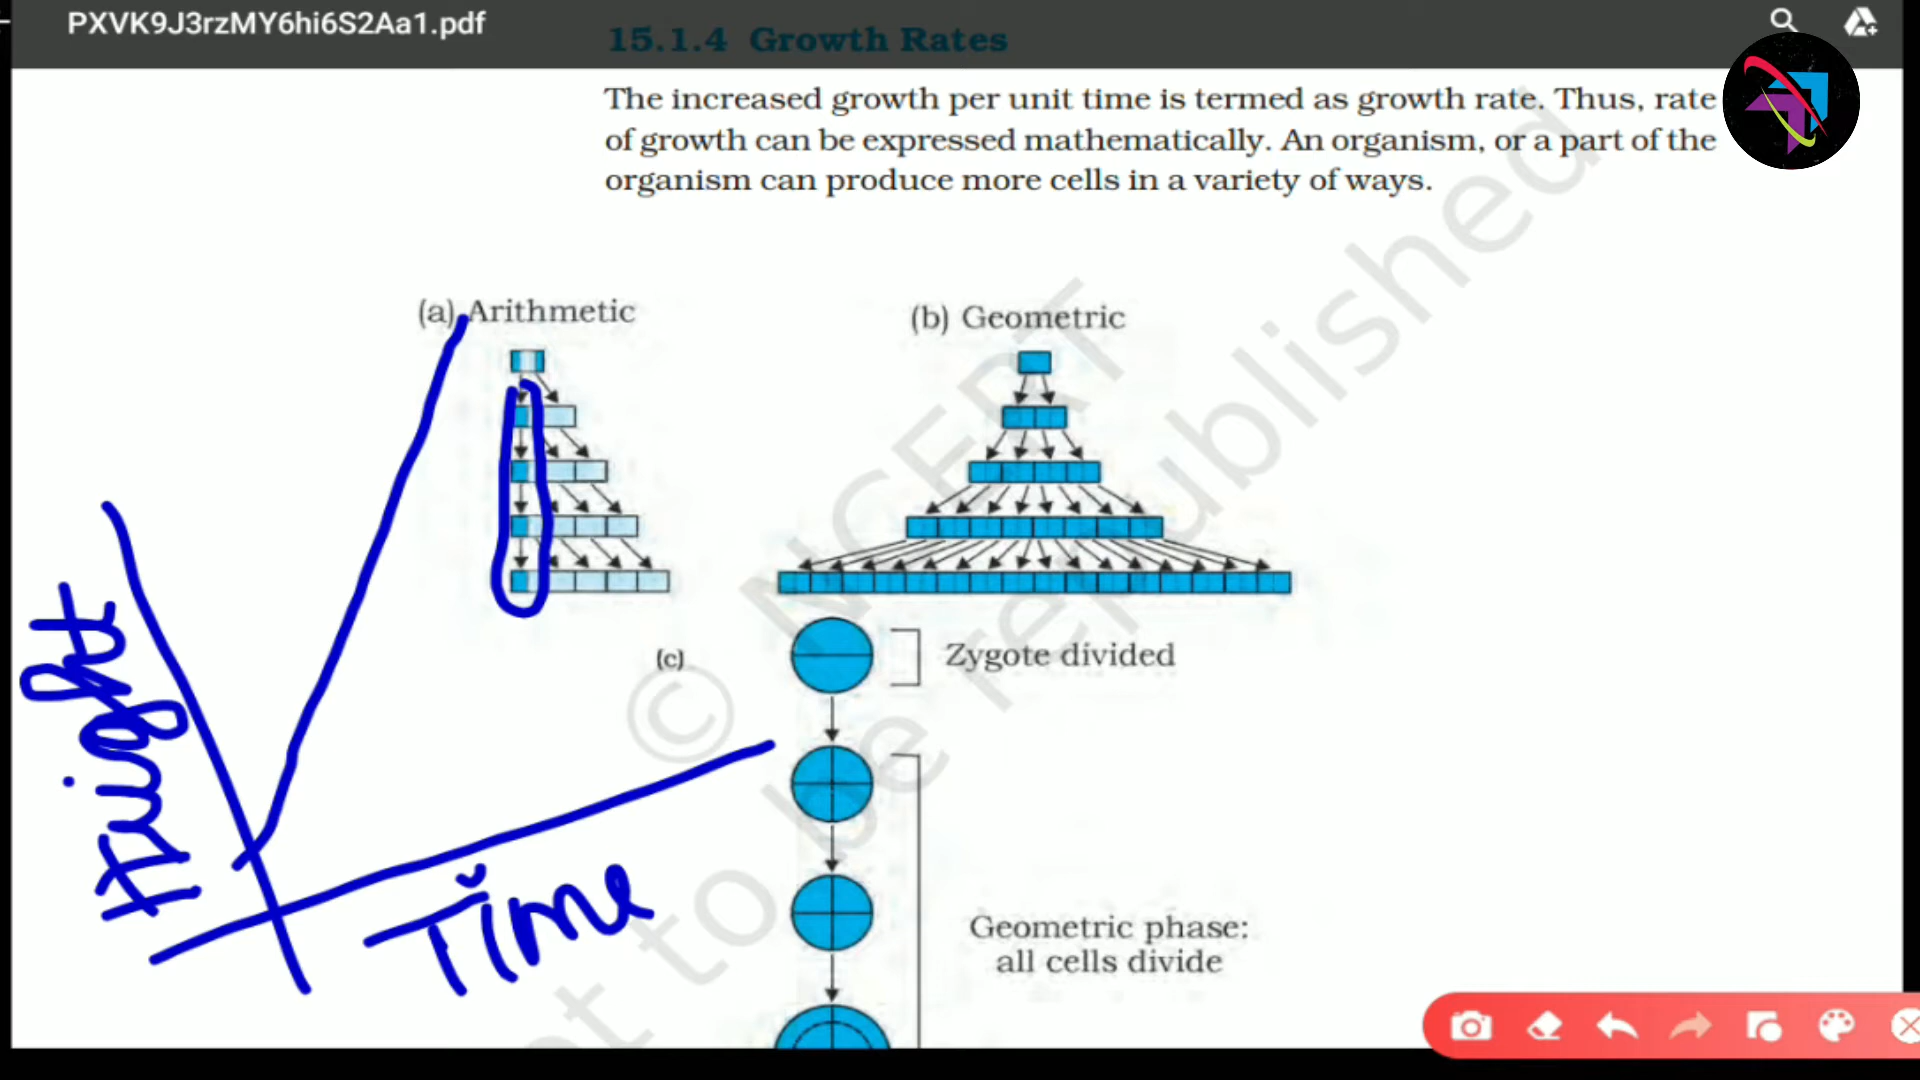 PXVK9J3rzMY6hi6S2Aa1.pdf
15.1.4 Growth Rates
The increased growth per unit time is termed as growth rate. Thus, rate
of growth can be expressed mathematically. An organism, or a part of the
organism can produce more cells in a variety of ways.
(a) Arithmetic
(b) Geometric
(c)
Zygote divided
Geometric phase:
all cells divide
Time
© NCERT
not to be republished